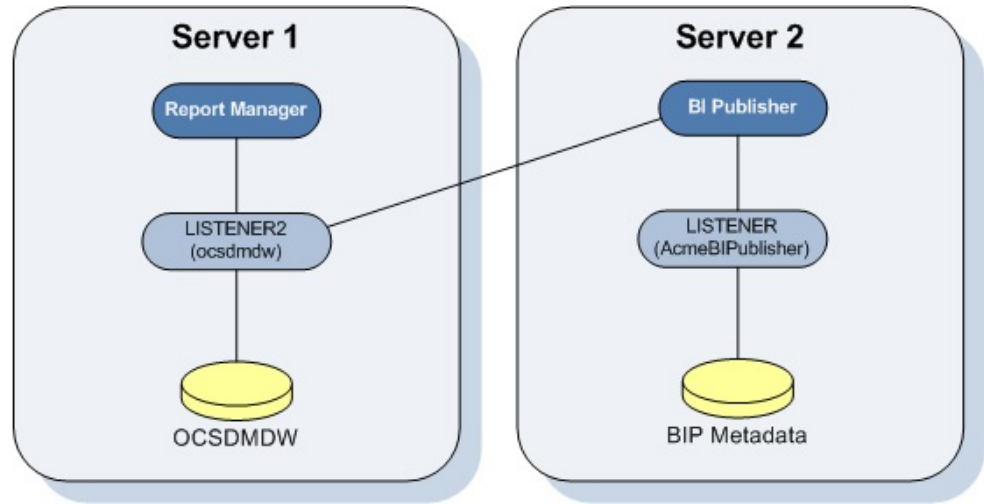 Server 1
Report Manager
LISTENER2
(ocsdmdw)
OCSDMDW
Server 2
BI Publisher
LISTENER
(AcmeBIPublisher)
BIP Metadata